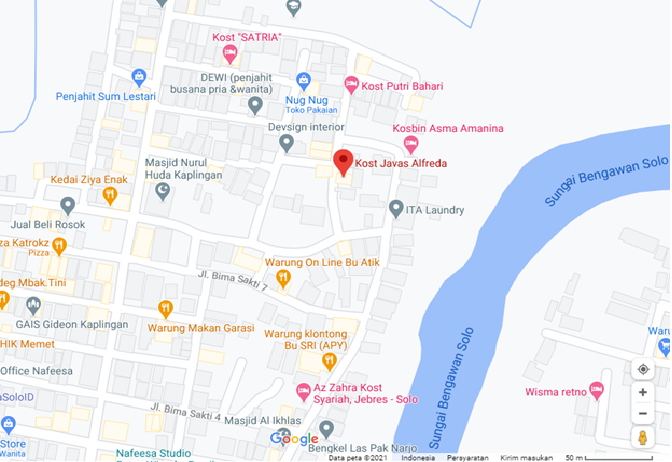 Kost "SATRIA"
DEWI (penjahit
busana pria &wanita)
Kost Putri Bahari
Penjahit Sum Lestari
Nug Nug
Toko Pakaian
Devsign interior
Kosbin Asma Amanina
Masjid Nurul
Huda Kaplingan
Kost Javas Alfreda
Sungai Bengawan Solo
Kedai Ziya Enak
Jual Beli Rosok
ITA Laundry
za Katrokz
Pizza
Warung On Line Bu Atik
Jl. Bima Sakti 7
deg Mbak Tini
GAIS Gideon Kaplingan
Warung Makan Garasi
Warung klontong
Bu SRI (APY)
HIK Memet
Sungai Bengawan Solo
Waru
Office Nafeesa
Az Zahra Kost
Syariah, Jebres - Solo
Wisma retno
aSoloID
Jl. Bima Sakti 4
Masjid Al Ikhlas
Store
Wanita
Google
Bengkel Las Pak Narjo
Nafeesa Studio
Data peta ©2021 Indonesia Persyaratan Kirim masukan 50 m